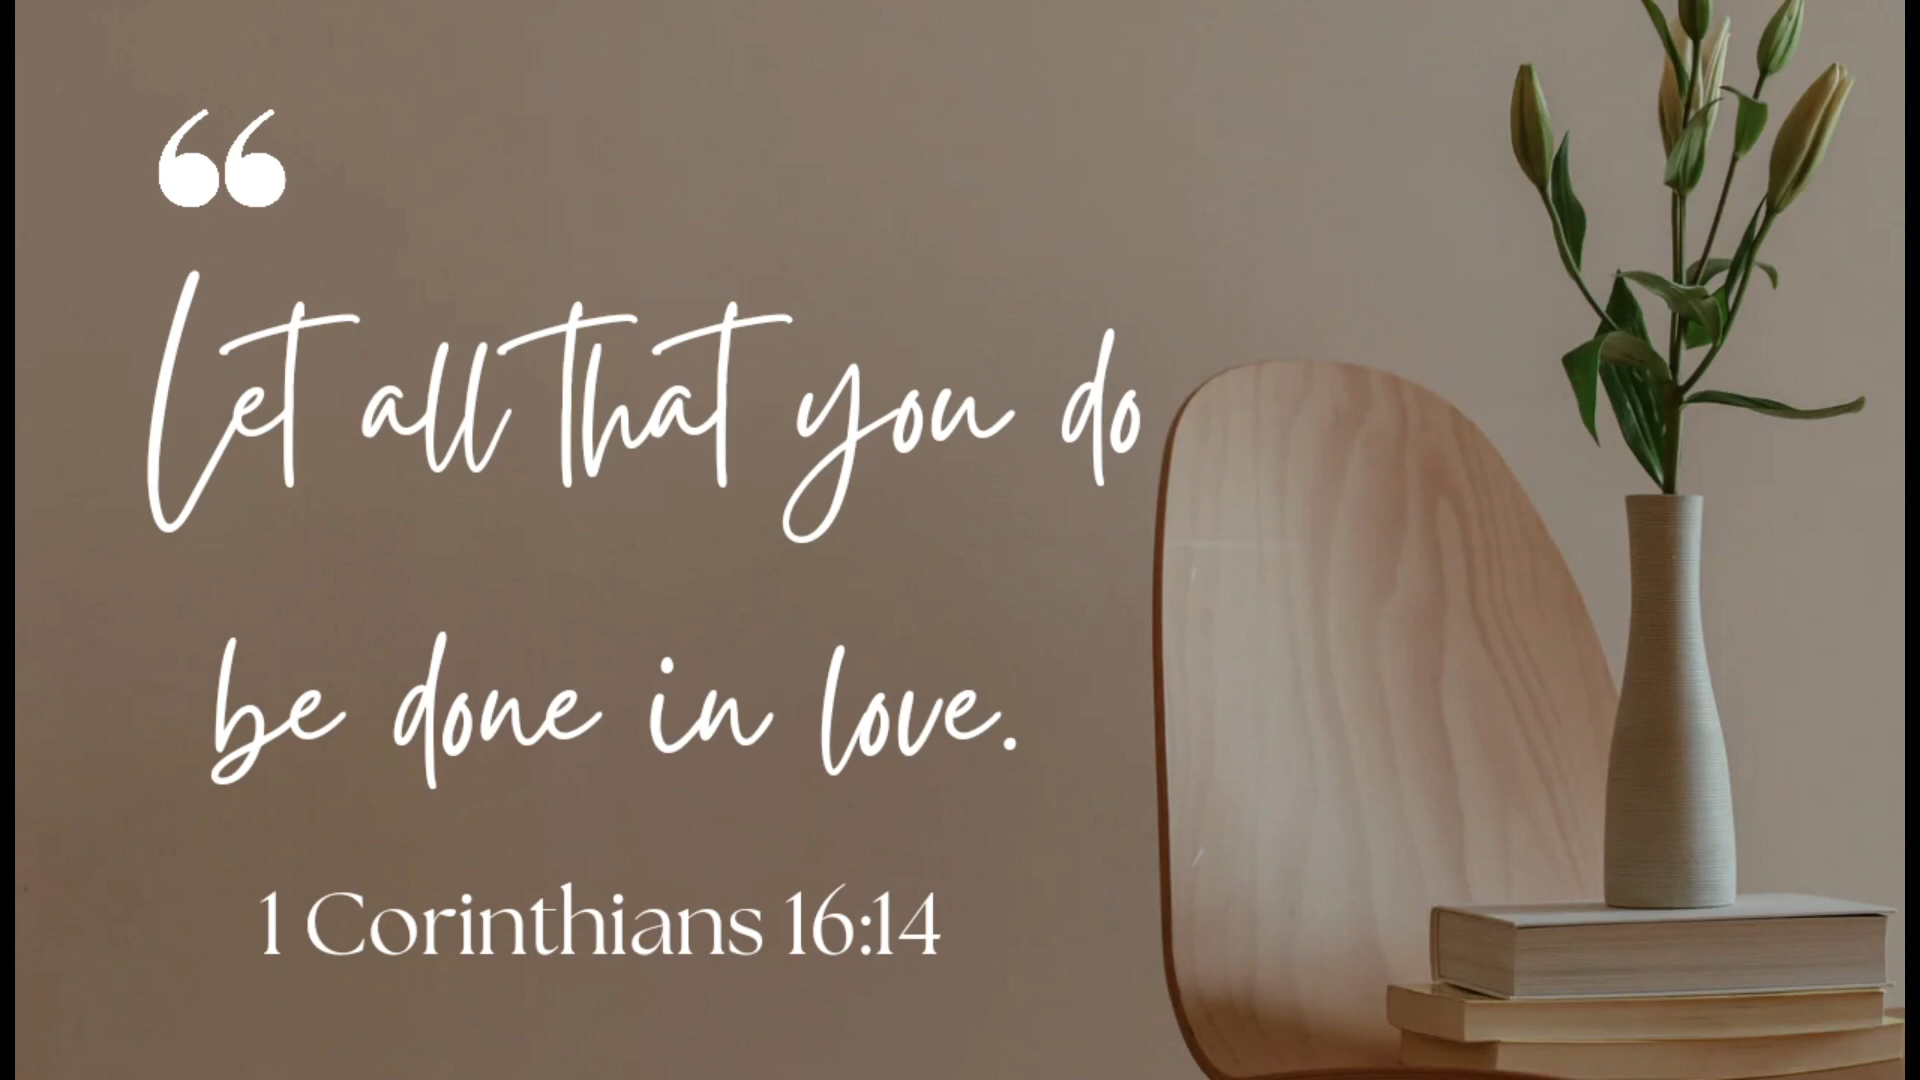 “
Let all that you do
be done in love.
1 Corinthians 16:14